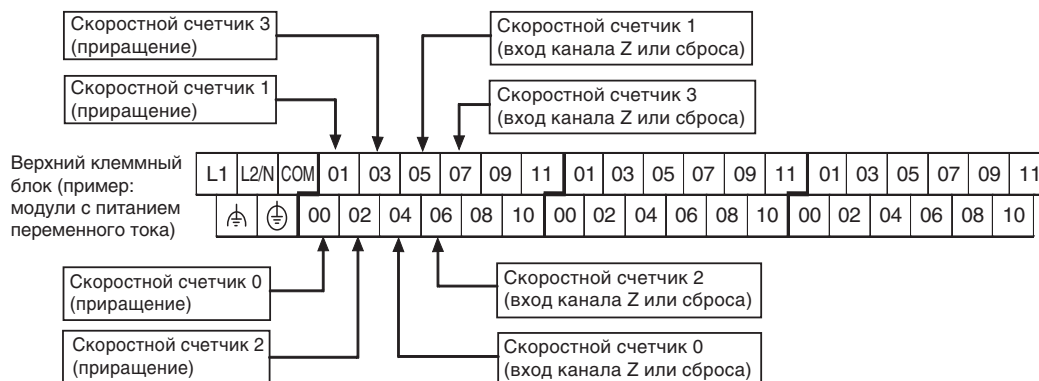 Скоростной счетчик 3
(приращение)
Скоростной счетчик 1
(вход канала Z или сброса)
Скоростной счетчик 1
(приращение)
Скоростной счетчик 3
(вход канала Z или сброса)
Верхний клеммный
блок (пример:
модули с питанием
переменного тока)
L1 L2/N COM 01 03 05 07 09 11 01 03 05 07 09 11 01 03 05 07 09 11
00 02 04 06 08 10 00 02 04 06 08 10 00 02 04 06 08 10
Скоростной счетчик 0
(приращение)
Скоростной счетчик 2
(вход канала Z или сброса)
Скоростной счетчик 2
(приращение)
Скоростной счетчик 0
(вход канала Z или сброса)